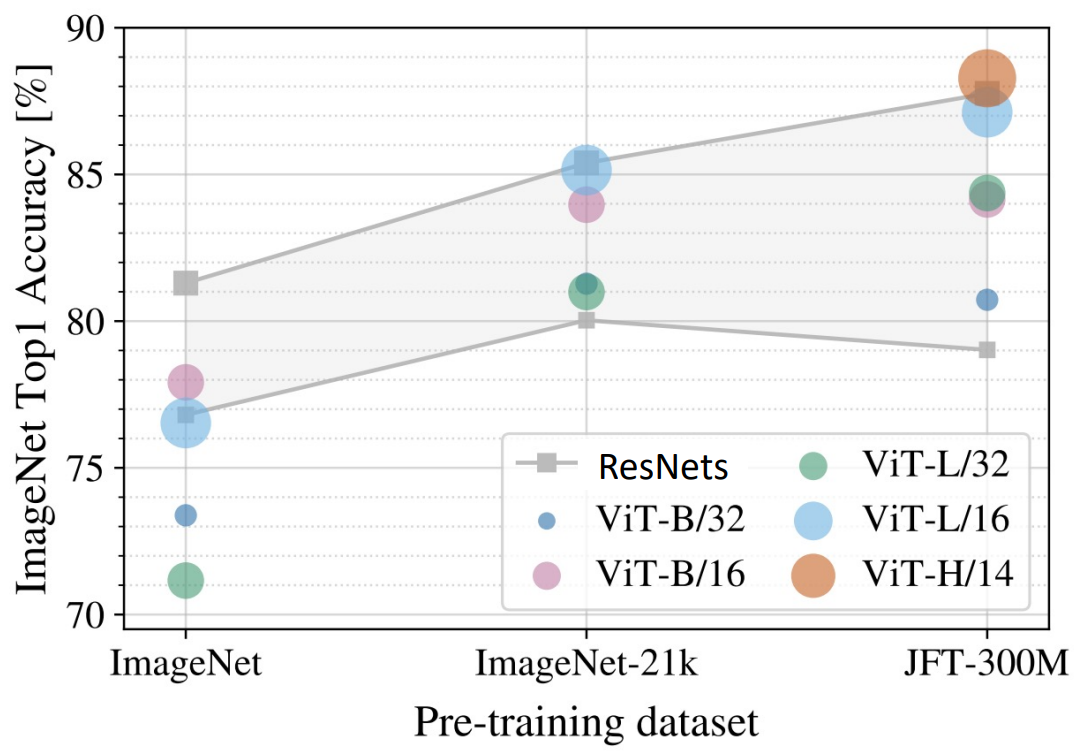 ImageNet Top1 Accuracy [%]
90
85
80
75
70
ResNets
ViT-B/32
ViT-B/16
ViT-L/32
ViT-L/16
ViT-H/14
ImageNet
ImageNet-21k
JFT-300M
Pre-training dataset